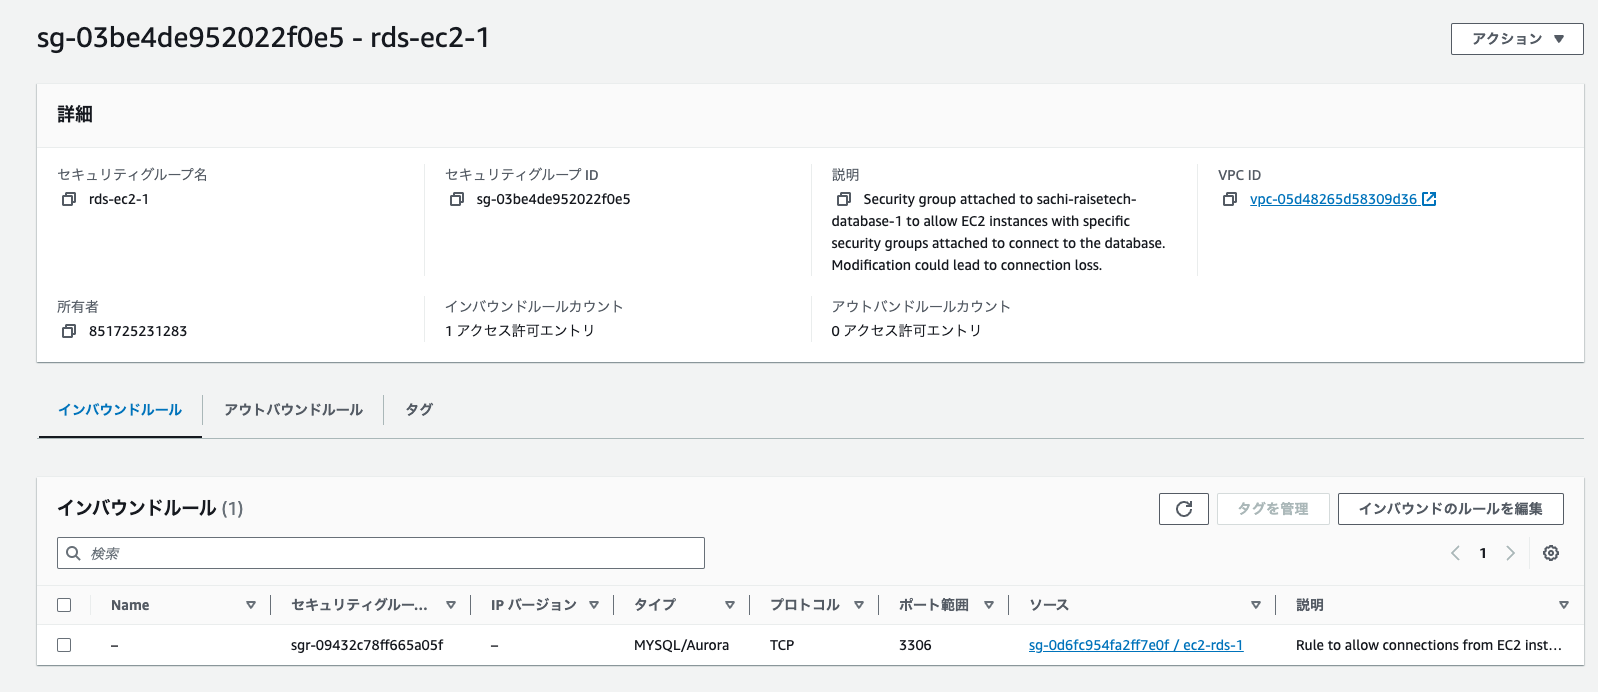 sg-03be4de952022f0e5 - rds-ec2-1
アクション
詳細
セキュリティグループ名
rds-ec2-1
セキュリティグループ ID
sg-03be4de952022f0e5
説明
Security group attached to sachi-raisetech-
database-1 to allow EC2 instances with specific
security groups attached to connect to the database.
Modification could lead to connection loss.
VPC ID
vpc-05d48265d58309d36
所有者
851725231283
インバウンドルールカウント
1 アクセス許可エントリ
アウトバンドルールカウント
0 アクセス許可エントリ
インバウンドルール
アウトバウンドルール
タグ
インバウンドルール (1)
タグを管理
インバウンドのルールを編集
検索
1
Name
セキュリティグルー...
IP バージョン
タイプ
プロトコル
ポート範囲
ソース
説明
–
sgr-09432c78ff665a05f
–
MYSQL/Aurora
TCP
3306
sg-0d6fc954fa2ff7e0f / ec2-rds-1
Rule to allow connections from EC2 inst...